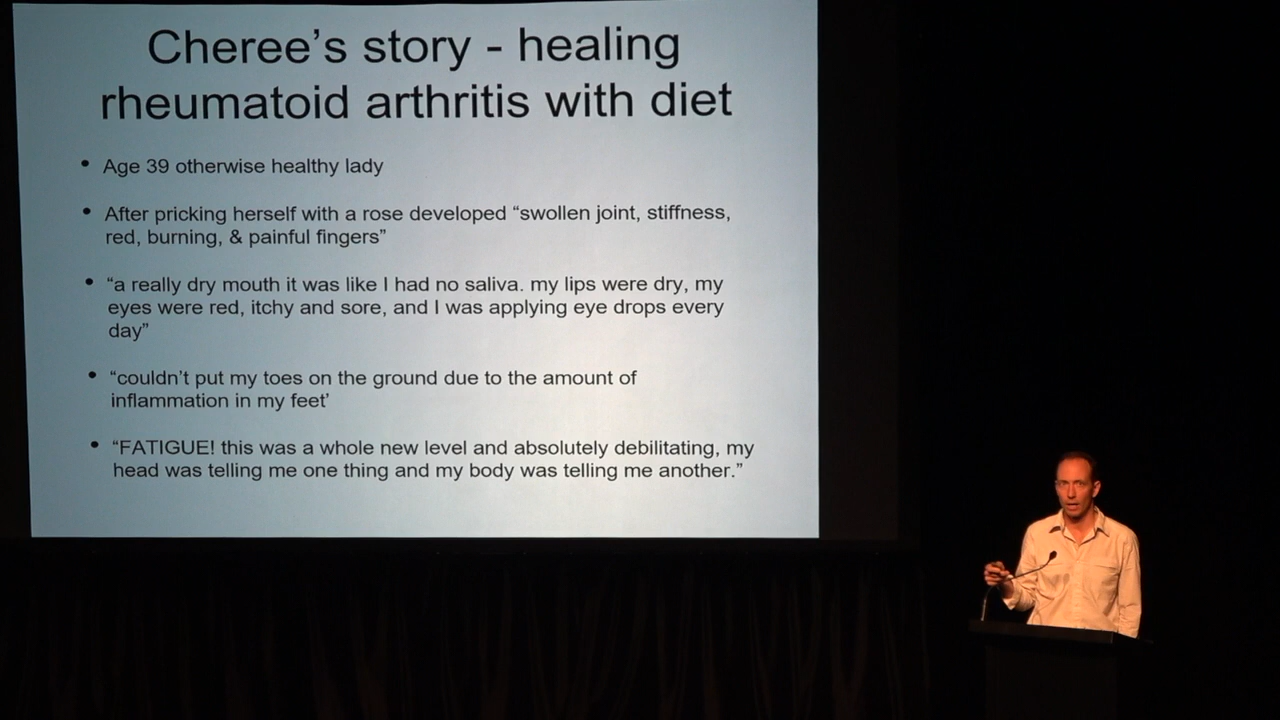 Cheree’s story - healing
rheumatoid arthritis with diet
• Age 39 otherwise healthy lady
• After pricking herself with a rose developed “swollen joint, stiffness,
red, burning, & painful fingers”
• “a really dry mouth it was like I had no saliva. my lips were dry, my
eyes were red, itchy and sore, and I was applying eye drops every
day”
• “couldn’t put my toes on the ground due to the amount of
inflammation in my feet’
• “FATIGUE! this was a whole new level and absolutely debilitating, my
head was telling me one thing and my body was telling me another.”